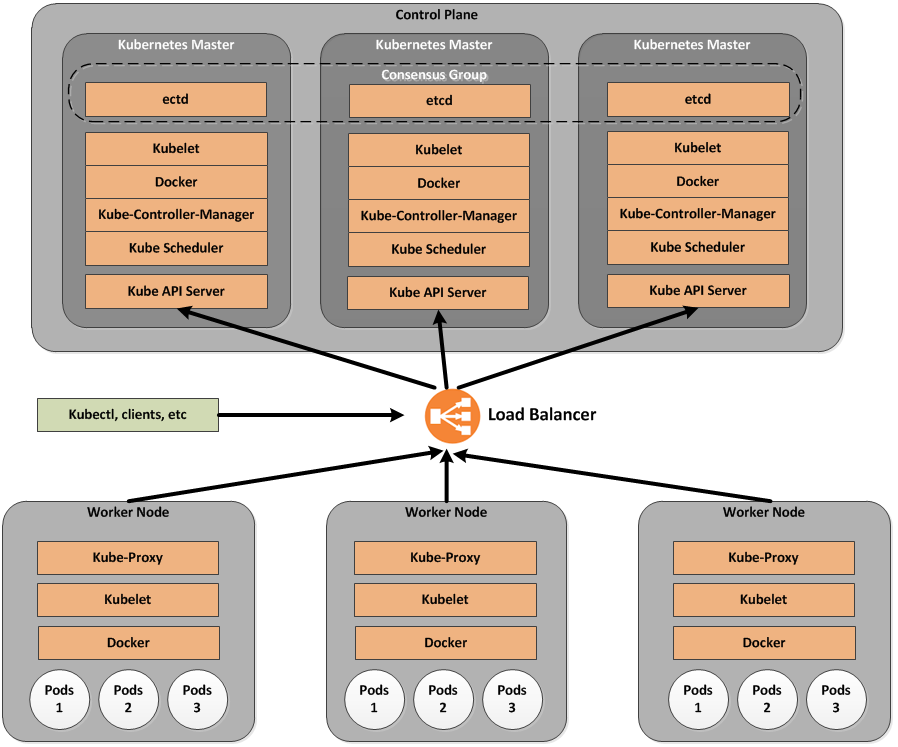 Control Plane
Kubernetes Master
Kubernetes Master
Kubernetes Master
Consensus Group
ectd
etcd
etcd
Kubelet
Docker
Kube-Controller-Manager
Kube Scheduler
Kube API Server
Kubelet
Docker
Kube-Controller-Manager
Kube Scheduler
Kube API Server
Kubelet
Docker
Kube-Controller-Manager
Kube Scheduler
Kube API Server
Kubectl, clients, etc
Load Balancer
Worker Node
Kube-Proxy
Kubelet
Docker
Pods
1
Pods
2
Pods
3
Worker Node
Kube-Proxy
Kubelet
Docker
Pods
1
Pods
2
Pods
3
Worker Node
Kube-Proxy
Kubelet
Docker
Pods
1
Pods
2
Pods
3